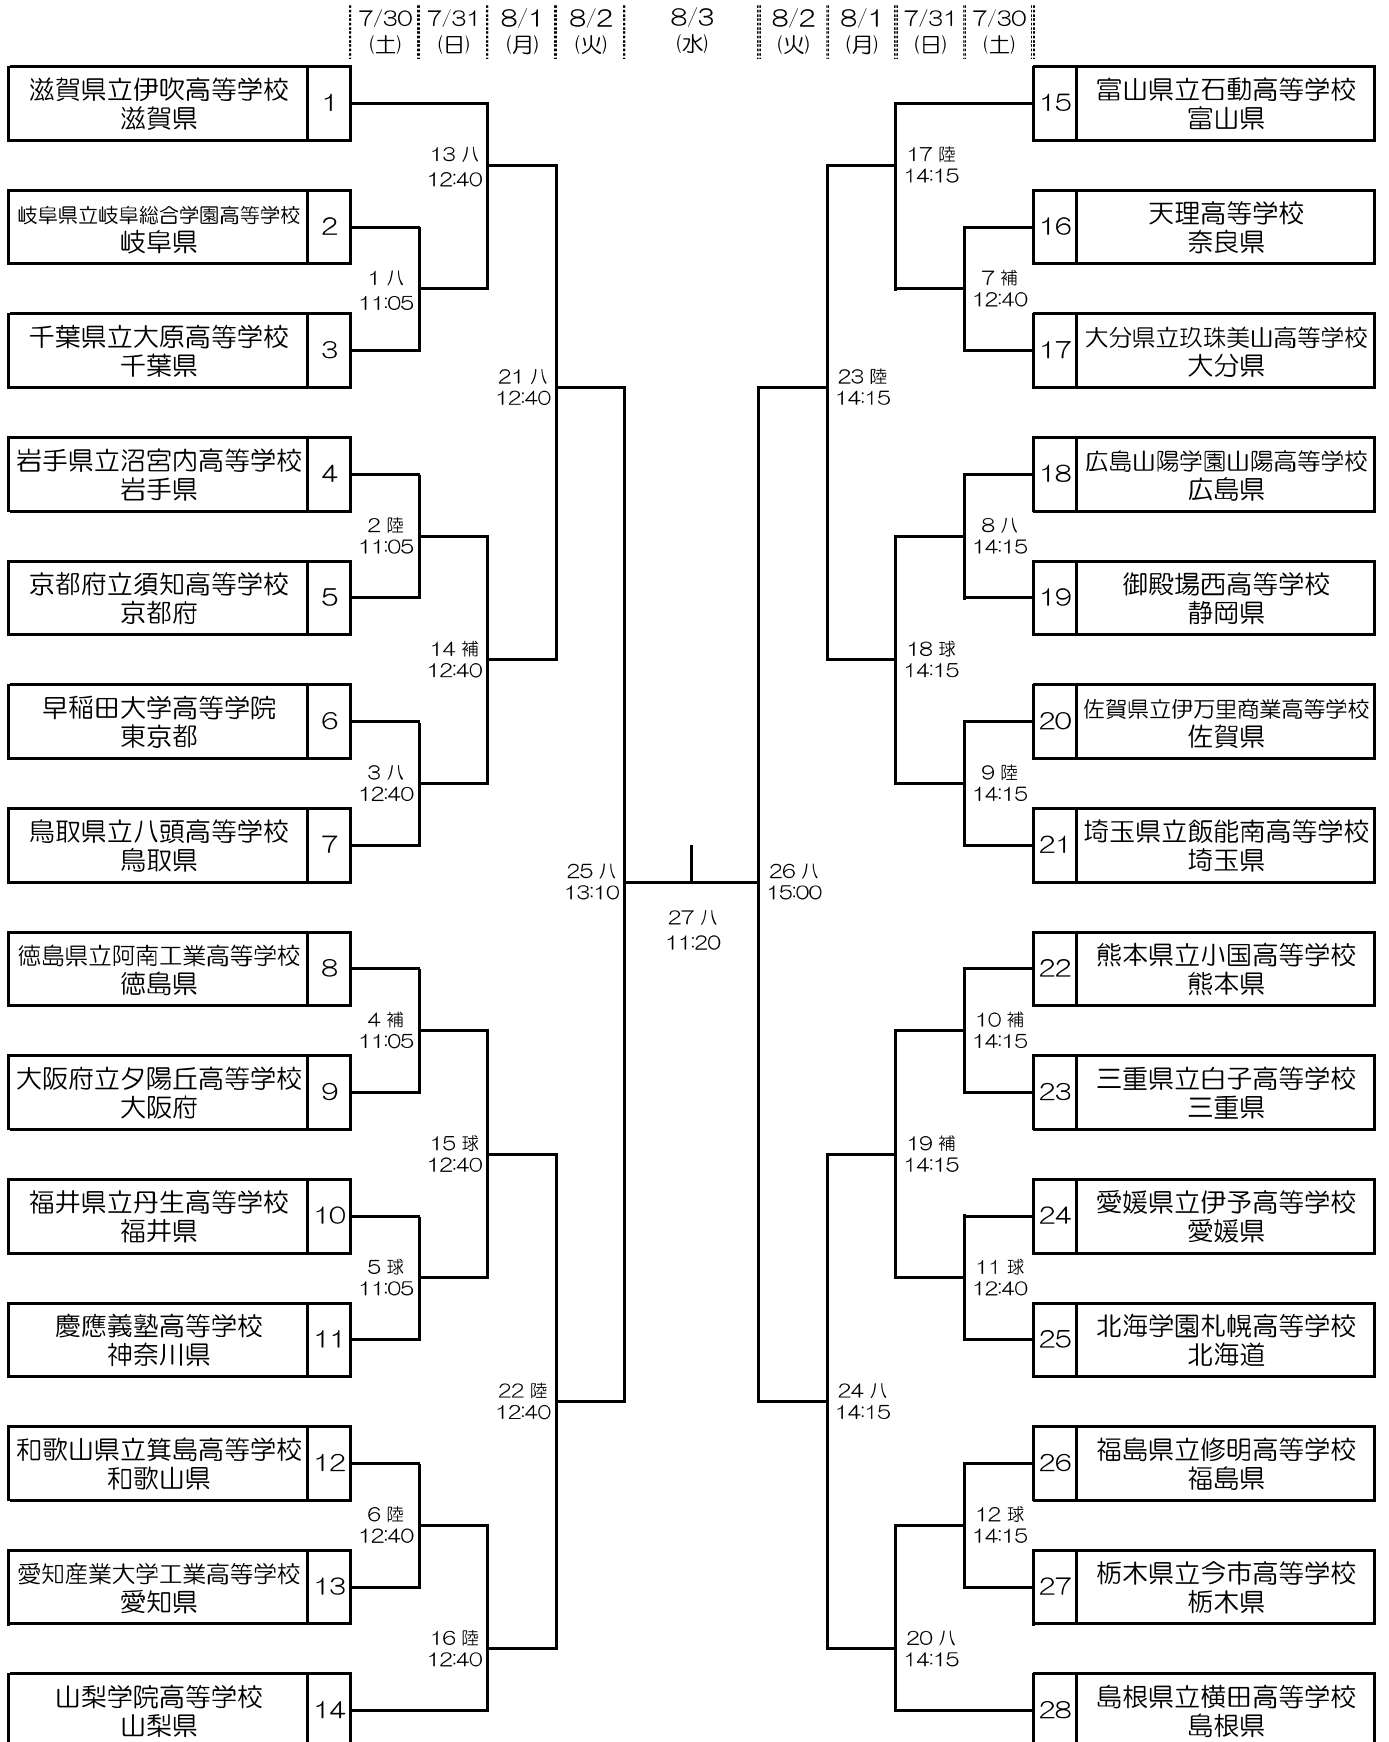 7/30 7/31 8/1 8/2 8/3 8/2 8/1 7/31 7/30
(土) (日) (月) (火) (水) (火) (月) (日) (土)
滋賀県立伊吹高等学校
滋賀県
1
岐阜県立岐阜総合学園高等学校
岐阜県
2
千葉県立大原高等学校
千葉県
3
岩手県立沼宮内高等学校
岩手県
4
京都府立須知高等学校
京都府
5
早稲田大学高等学院
東京都
6
鳥取県立八頭高等学校
鳥取県
7
徳島県立阿南工業高等学校
徳島県
8
大阪府立夕陽丘高等学校
大阪府
9
福井県立丹生高等学校
福井県
10
慶應義塾高等学校
神奈川県
11
和歌山県立箕島高等学校
和歌山県
12
愛知産業大学工業高等学校
愛知県
13
山梨学院高等学校
山梨県
14
1 八
11:05
2 陸
11:05
3 八
12:40
4 補
11:05
5 球
11:05
6 陸
12:40
13 八
12:40
14 補
12:40
15 球
12:40
16 陸
12:40
21 八
12:40
22 陸
12:40
25 八
13:10
27 八
11:20
26 八
15:00
23 陸
14:15
24 八
14:15
17 陸
14:15
18 球
14:15
19 補
14:15
20 八
14:15
7 補
12:40
8 八
14:15
9 陸
14:15
10 補
14:15
11 球
12:40
12 球
14:15
15
富山県立石動高等学校
富山県
16
天理高等学校
奈良県
17
大分県立玖珠美山高等学校
大分県
18
広島山陽学園山陽高等学校
広島県
19
御殿場西高等学校
静岡県
20
佐賀県立伊万里商業高等学校
佐賀県
21
埼玉県立飯能南高等学校
埼玉県
22
熊本県立小国高等学校
熊本県
23
三重県立白子高等学校
三重県
24
愛媛県立伊予高等学校
愛媛県
25
北海学園札幌高等学校
北海道
26
福島県立修明高等学校
福島県
27
栃木県立今市高等学校
栃木県
28
島根県立横田高等学校
島根県